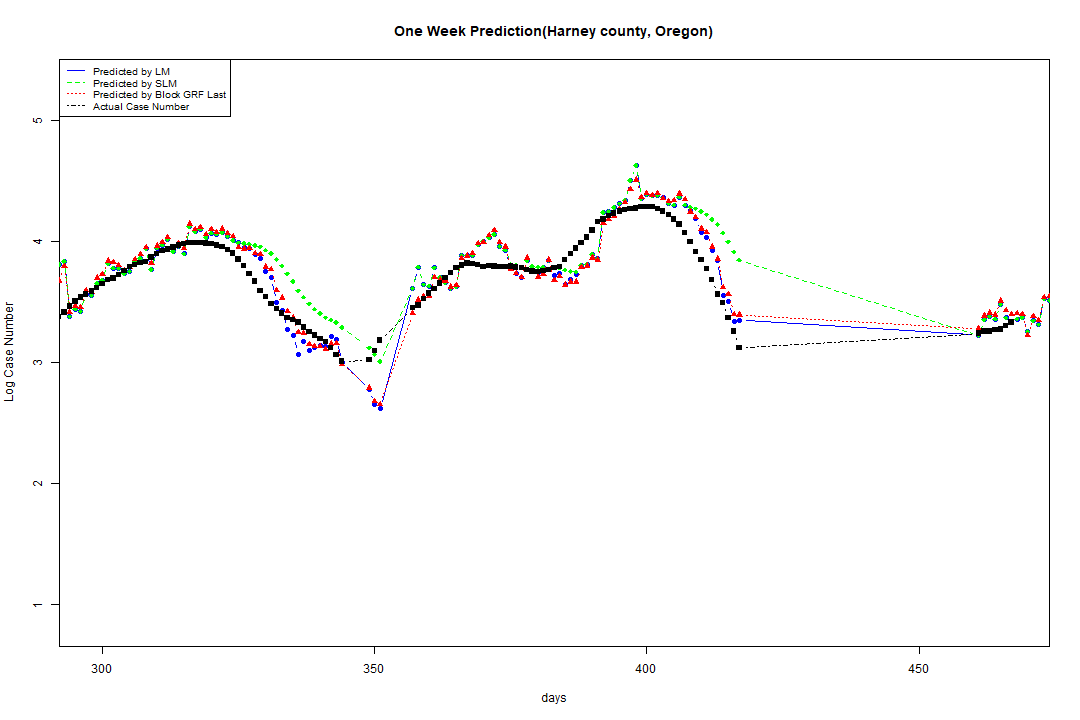 One Week Prediction(Harney county, Oregon)
Predicted by LM
Predicted by SLM
Predicted by Block GRF Last
Actual Case Number
5
4
3
2
1
Log Case Number
300
350
400
450
days